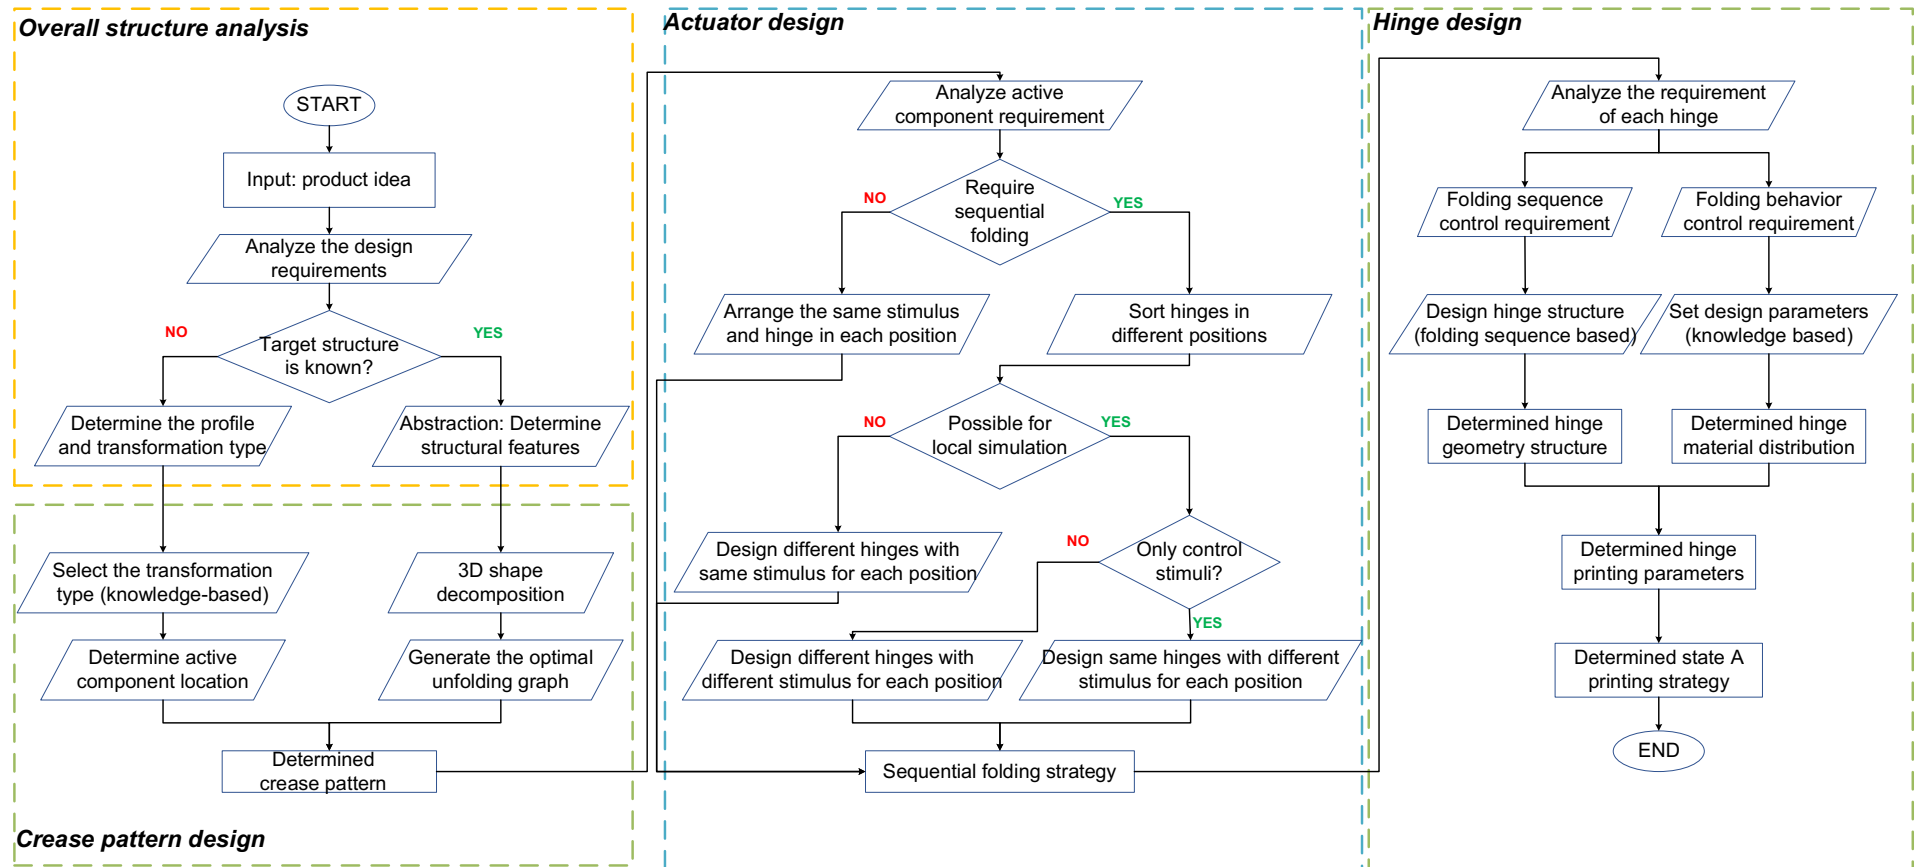 Overall structure analysis
START
Input: product idea
Analyze the design
requirements
NO
YES
Target structure
is known?
Determine the profile
and transformation type
Abstraction: Determine
structural features
Select the transformation
type (knowledge-based)
3D shape
decomposition
Determine active
component location
Generate the optimal
unfolding graph
Determined
crease pattern
Crease pattern design
Actuator design
Analyze active
component requirement
NO
YES
Require
sequential
folding
Arrange the same stimulus
and hinge in each position
Sort hinges in
different positions
NO
YES
Possible for
local simulation
Design different hinges with
same stimulus for each position
NO
Only control
stimuli?
YES
Design different hinges with
different stimulus for each position
Design same hinges with different
stimulus for each position
Sequential folding strategy
Hinge design
Analyze the requirement
of each hinge
Folding sequence
control requirement
Folding behavior
control requirement
Design hinge structure
(folding sequence based)
Set design parameters
(knowledge based)
Determined hinge
geometry structure
Determined hinge
material distribution
Determined hinge
printing parameters
Determined state A
printing strategy
END